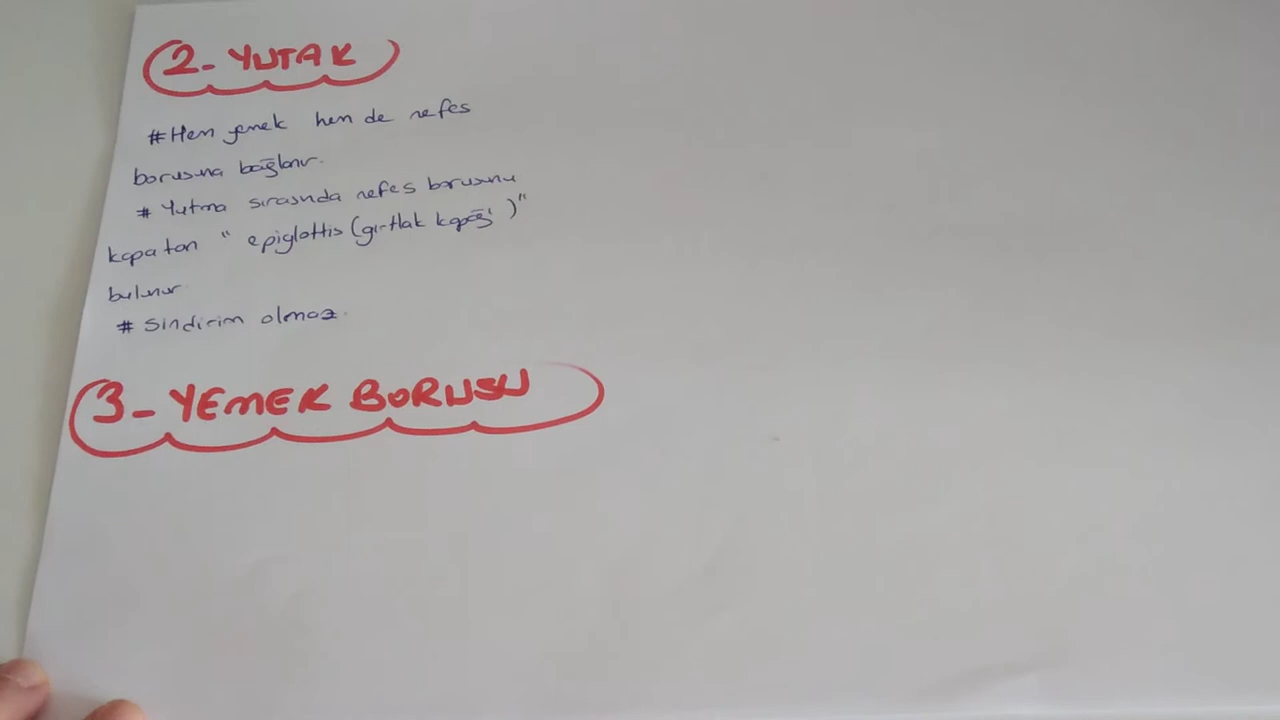 2- YUTAK
#Hem yemek hem de nefes
borusuna bağlanır.
# Yutma sırasında nefes borusunu
kapatan " epiglottis (gırtlak kapağı)"
bulunur
# Sindirim olmaz.
3- YEMEK BORUSU